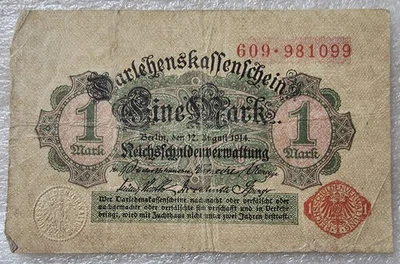 609·981099
Darlehenskassenschein
Eine Mark
1 Mark
1 Mark
Berlin, den 12. August 1914.
Reichsschuldenverwaltung
Wer Darlehenskassenscheine nachmacht oder verfälscht oder
nachgemachte oder verfälschte sich verschafft und in Verkehr
bringt, wird mit Zuchthaus nicht unter zwei Jahren bestraft.